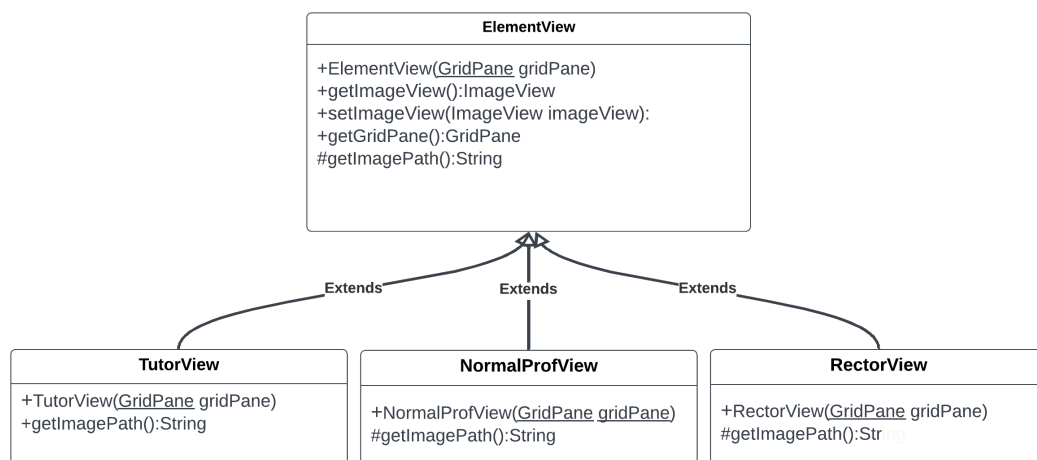 ElementView
+ElementView(GridPane gridPane)
+getImageView():ImageView
+setImageView(ImageView imageView):
+getGridPane():GridPane
#getImagePath():String
Extends
Extends
Extends
TutorView
+TutorView(GridPane gridPane)
+getImagePath():String
NormalProfView
+NormalProfView(GridPane gridPane)
#getImagePath():String
RectorView
+RectorView(GridPane gridPane)
#getImagePath():String